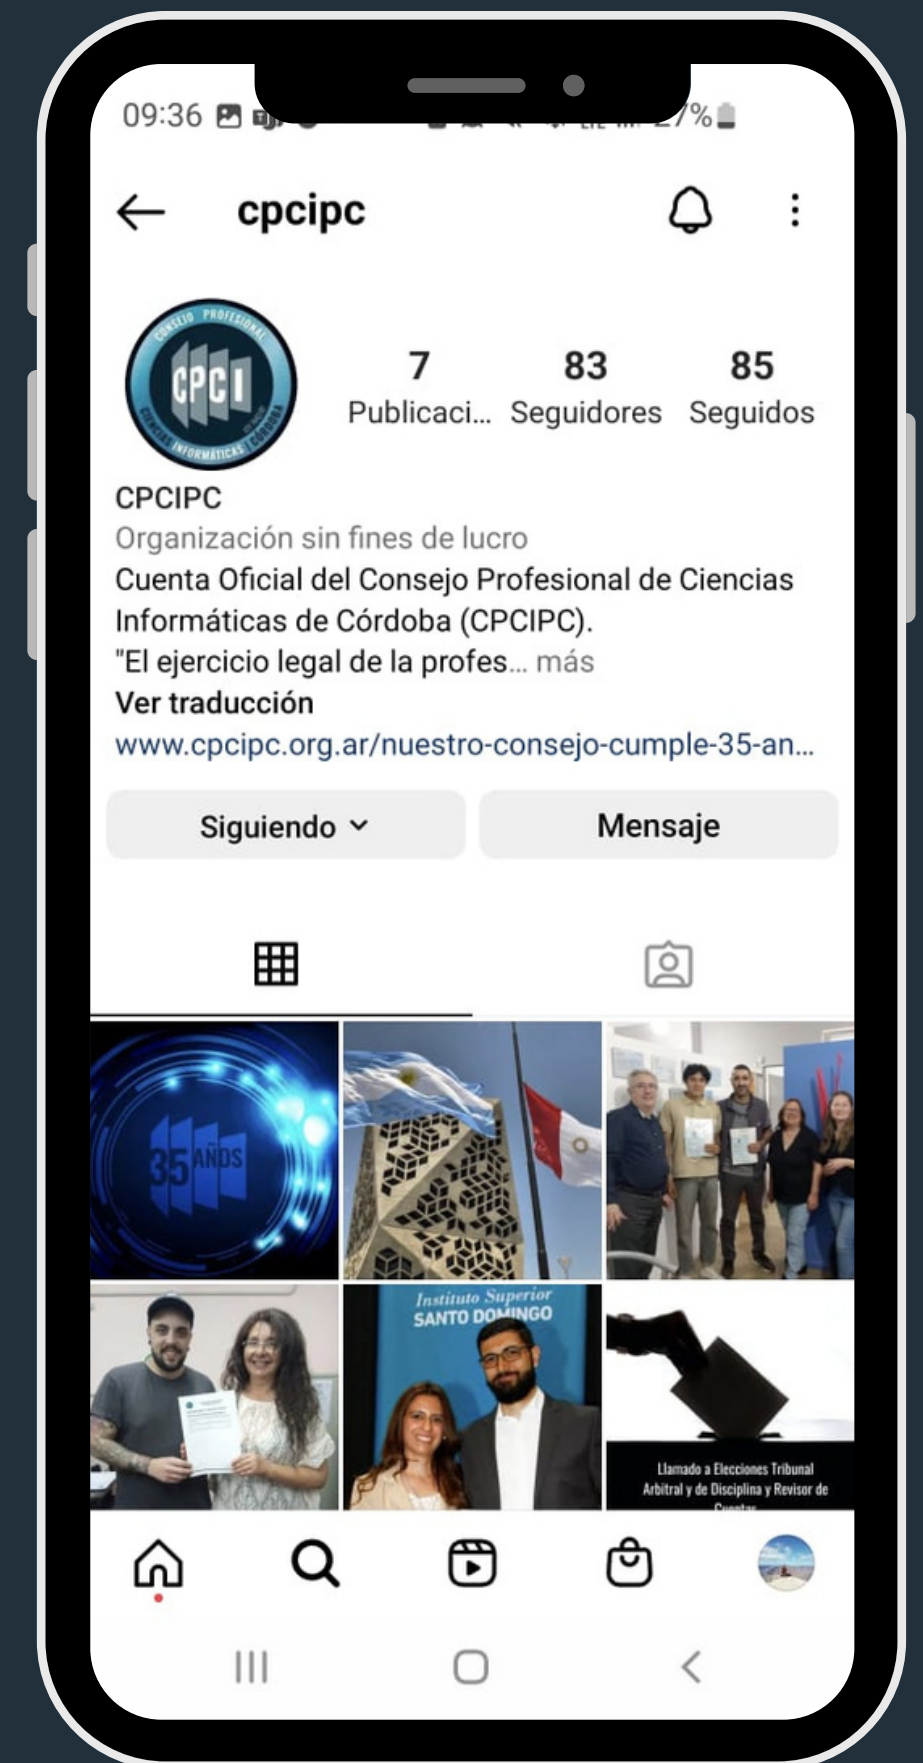 09:36
27%
cpcipc
CONSEJO PROFESIONAL
CPCI
CIENCIAS INFORMÁTICAS CÓRDOBA
7 83 85
Publicaci... Seguidores Seguidos
CPCIPC
Organización sin fines de lucro
Cuenta Oficial del Consejo Profesional de Ciencias
Informáticas de Córdoba (CPCIPC).
"El ejercicio legal de la profes... más
Ver traducción
www.cpcipc.org.ar/nuestro-consejo-cumple-35-an...
Siguiendo Mensaje
35 AÑOS
Instituto Superior
SANTO DOMINGO
Llamado a Elecciones Tribunal
Arbitral y de Disciplina y Revisor de
Cuentas